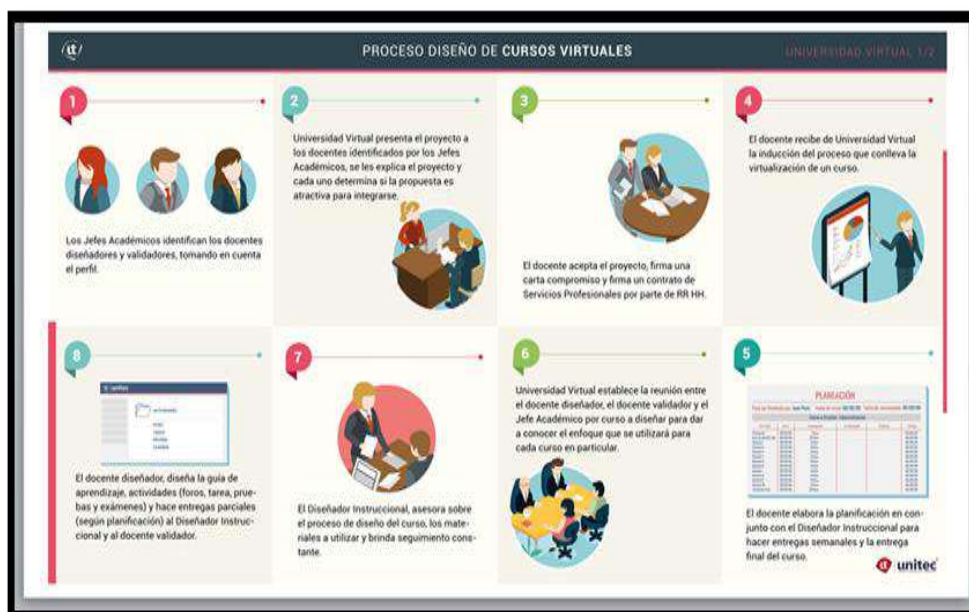 PROCESO DISEÑO DE CURSOS VIRTUALES
UNIVERSIDAD VIRTUAL 1/2
1
Los Jefes Académicos identifican los docentes
diseñadores y validadores, tomando en cuenta
el perfil.
2
Universidad Virtual presenta el proyecto a
los docentes identificados por los Jefes
Académicos, se les explica el proyecto y
cada uno determina si la propuesta es
atractiva para integrarse.
3
El docente acepta el proyecto, firma una
carta compromiso y firma un contrato de
Servicios Profesionales por parte de RR HH.
4
El docente recibe de Universidad Virtual
la inducción del proceso que conlleva la
virtualización de un curso.
5
PLANEACIÓN
El docente elabora la planificación en con-
junto con el Diseñador Instruccional para
hacer entregas semanales y la entrega
final del curso.
6
Universidad Virtual establece la reunión entre
el docente diseñador, el docente validador y el
Jefe Académico por curso a diseñar para dar
a conocer el enfoque que se utilizará para
cada curso en particular.
7
El Diseñador Instruccional, asesora sobre
el proceso de diseño del curso, los mate-
riales a utilizar y brinda seguimiento cons-
tante.
8
El docente diseñador, diseña la guía de
aprendizaje, actividades (foros, tarea, prue-
bas y exámenes) y hace entregas parciales
(según planificación) al Diseñador Instruc-
cional y al docente validador.
unitec